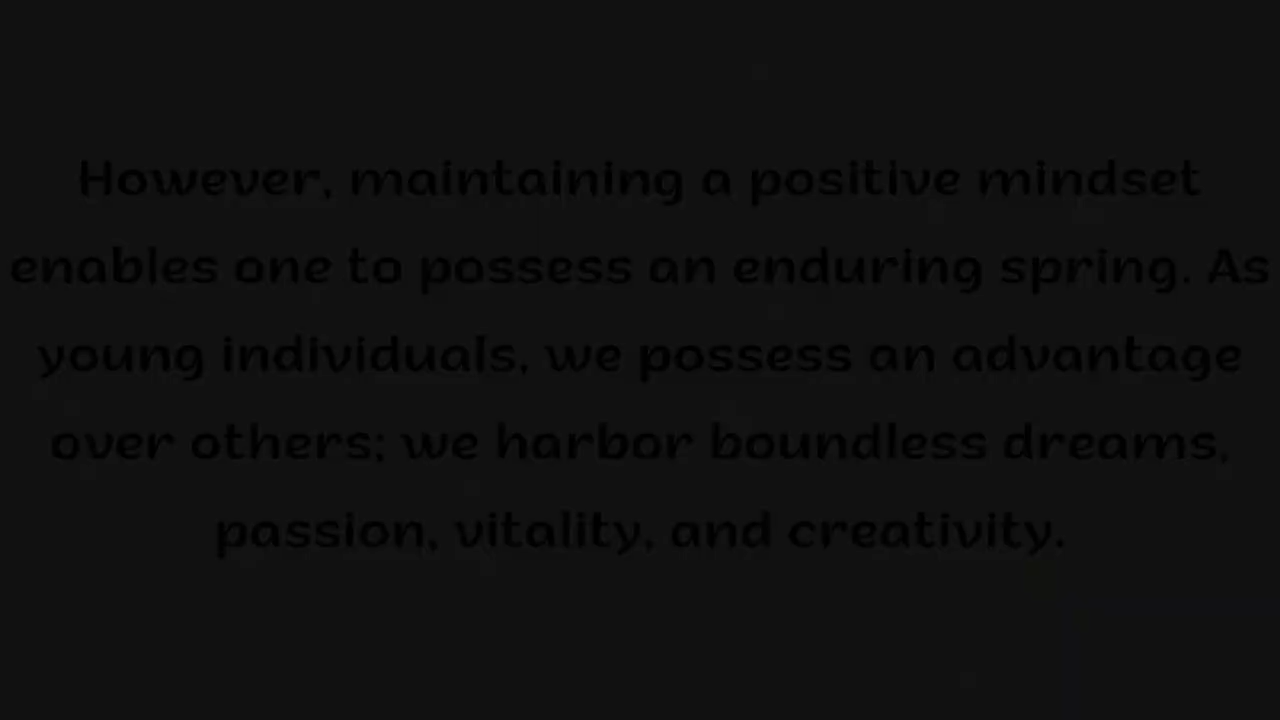 However, maintaining a positive mindset
enables one to possess an enduring spring. As
young individuals, we possess an advantage
over others; we harbor boundless dreams,
passion, vitality, and creativity.